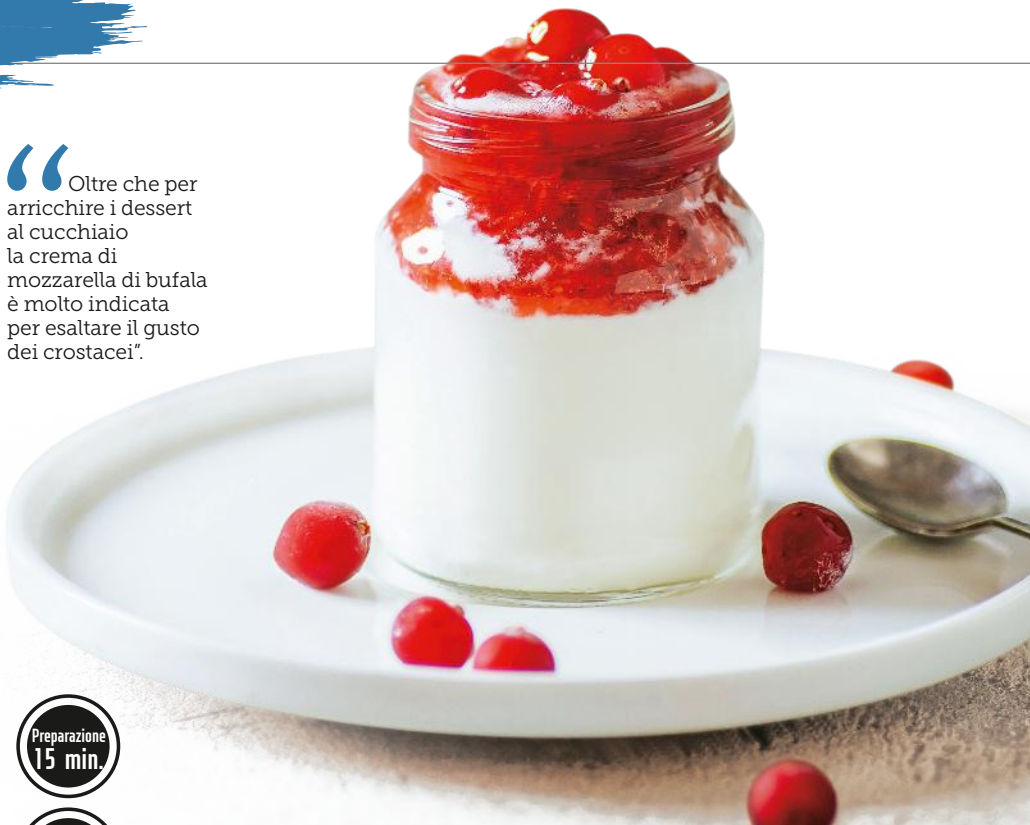 “Oltre che per
arricchire i dessert
al cucchiaio
la crema di
mozzarella di bufala
è molto indicata
per esaltare il gusto
dei crostacei”.
Preparazione
15 min.